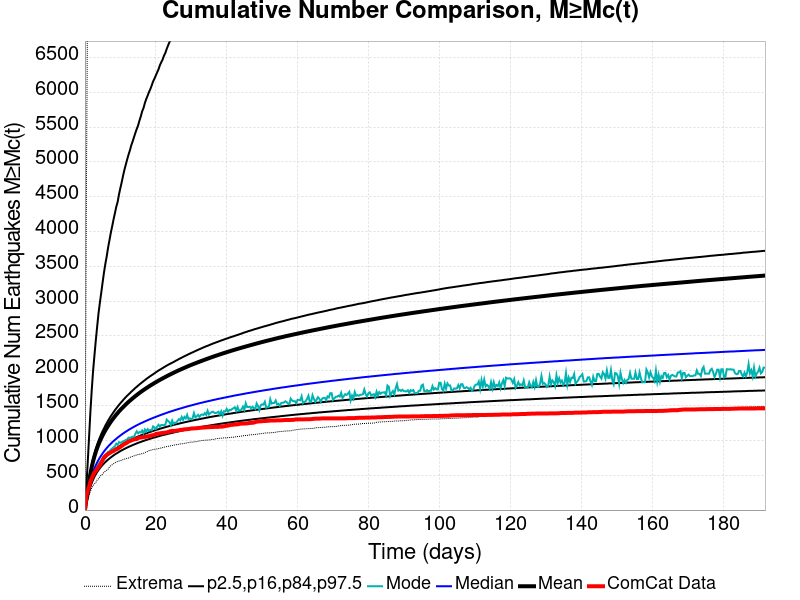 Cumulative Number Comparison, M≥Mc(t)
Cumulative Num Earthquakes M≥Mc(t)
6500
6000
5500
5000
4500
4000
3500
3000
2500
2000
1500
1000
500
0
0 20 40 60 80 100 120 140 160 180
Time (days)
Extrema p2.5,p16,p84,p97.5 Mode Median Mean ComCat Data